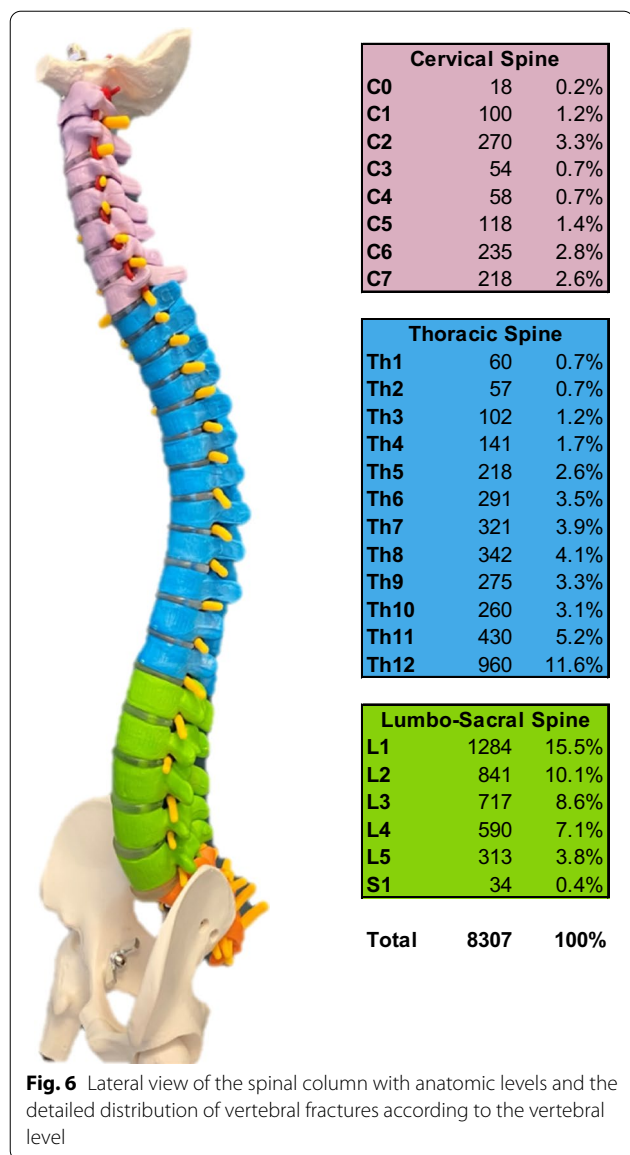 Cervical Spine
C0 18 0.2%
C1 100 1.2%
C2 270 3.3%
C3 54 0.7%
C4 58 0.7%
C5 118 1.4%
C6 235 2.8%
C7 218 2.6%
Thoracic Spine
Th1 60 0.7%
Th2 57 0.7%
Th3 102 1.2%
Th4 141 1.7%
Th5 218 2.6%
Th6 291 3.5%
Th7 321 3.9%
Th8 342 4.1%
Th9 275 3.3%
Th10 260 3.1%
Th11 430 5.2%
Th12 960 11.6%
Lumbo-Sacral Spine
L1 1284 15.5%
L2 841 10.1%
L3 717 8.6%
L4 590 7.1%
L5 313 3.8%
S1 34 0.4%
Total 8307 100%
Fig. 6 Lateral view of the spinal column with anatomic levels and the
detailed distribution of vertebral fractures according to the vertebral
level